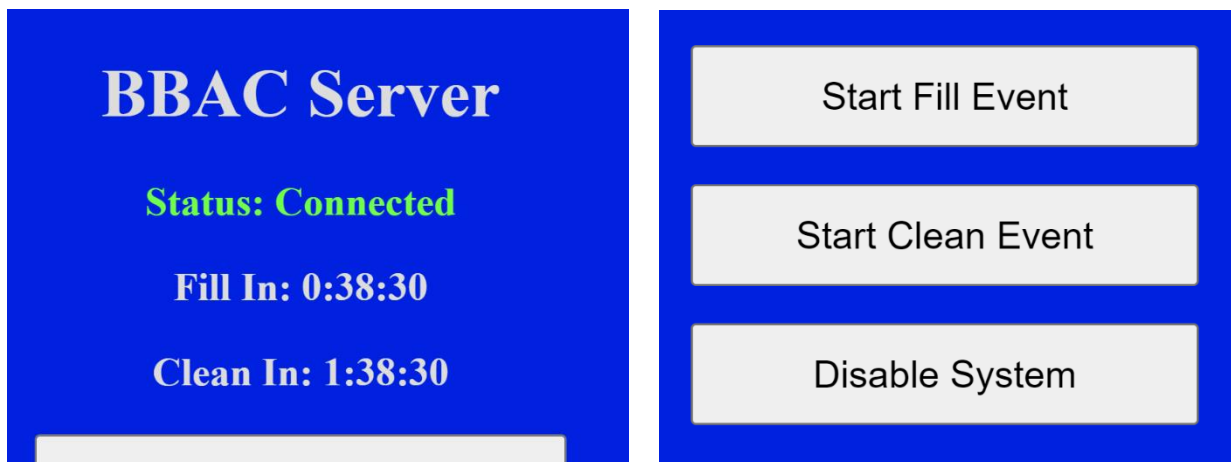 BBAC Server
Status: Connected
Fill In: 0:38:30
Clean In: 1:38:30
Start Fill Event
Start Clean Event
Disable System